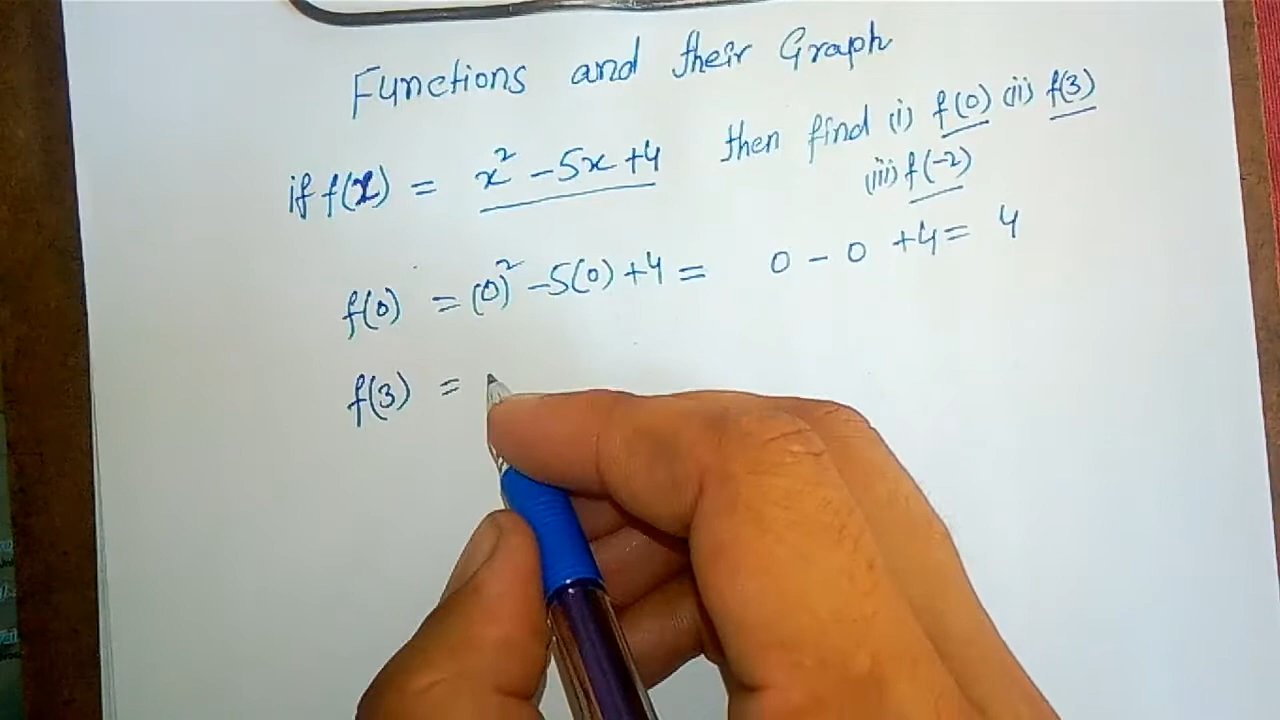 Functions and their Graph
if f(x) = x² - 5x + 4 then find (i) f(0) (ii) f(3)
(iii) f(-2)
f(0) = (0)² - 5(0) + 4 = 0 - 0 + 4 = 4
f(3) =